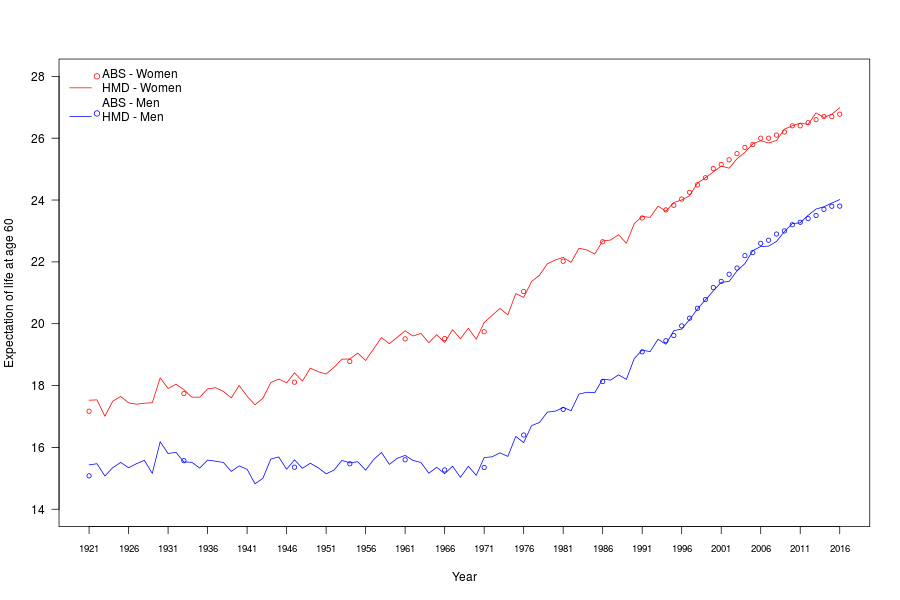 28
26
24
22
20
18
16
14
Expectation of life at age 60
ABS - Women
HMD - Women
ABS - Men
HMD - Men
1921 1926 1931 1936 1941 1946 1951 1956 1961 1966 1971 1976 1981 1986 1991 1996 2001 2006 2011 2016
Year